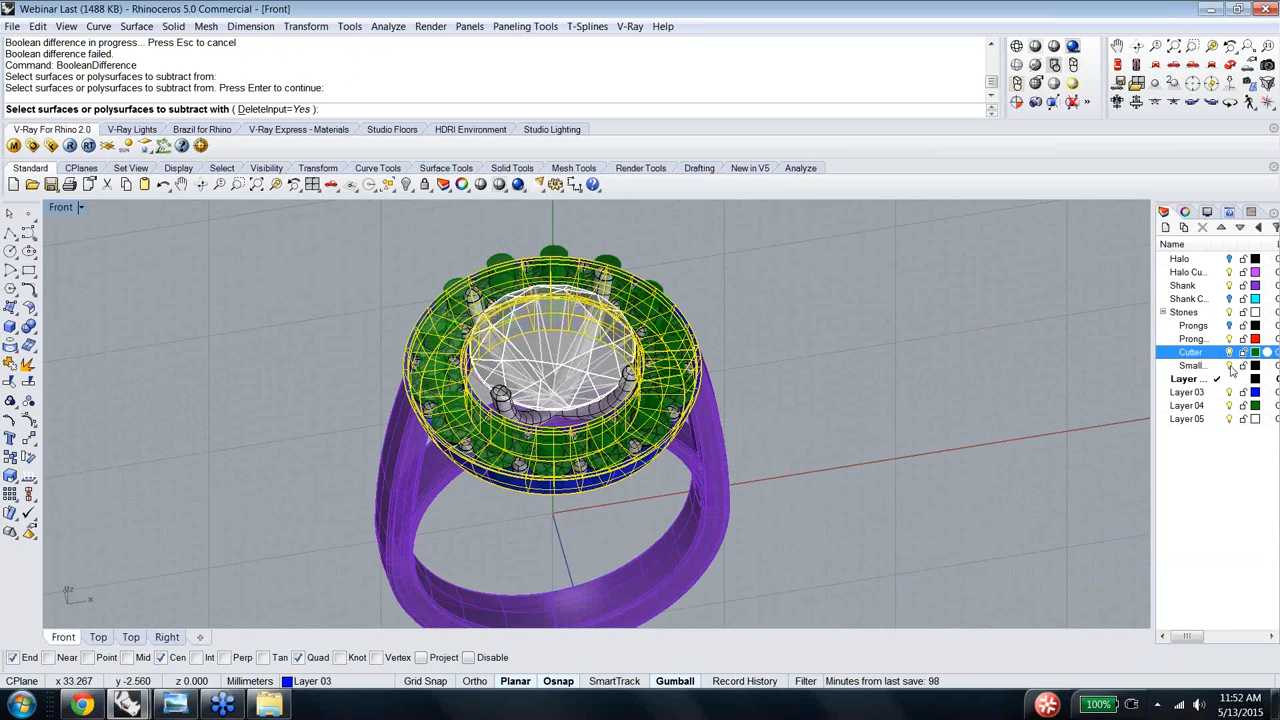 Webinar Last (1488 KB) - Rhinoceros 5.0 Commercial - [Front]
File Edit View Curve Surface Solid Mesh Dimension Transform Tools Analyze Render Panels Paneling Tools T-Splines V-Ray Help
Boolean difference in progress... Press Esc to cancel
Boolean difference failed.
Command: BooleanDifference
Select surfaces or polysurfaces to subtract from:
Select surfaces or polysurfaces to subtract from. Press Enter to continue:
Select surfaces or polysurfaces to subtract with ( DeleteInput=Yes ):
V-Ray For Rhino 2.0 V-Ray Lights Brazil for Rhino V-Ray Express - Materials Studio Floors HDRI Environment Studio Lighting
Standard CPlanes Set View Display Select Visibility Transform Curve Tools Surface Tools Solid Tools Mesh Tools Render Tools Drafting New in V5 Analyze
Front
Name
Halo
Halo Cu...
Shank
Shank C...
Stones
Prongs
Prong...
Cutter
Small...
Layer ...
Layer 03
Layer 04
Layer 05
x
Front Top Top Right
End Near Point Mid Cen Int Perp Tan Quad Knot Vertex Project Disable
CPlane x 33.267 y -2.560 z 0.000 Millimeters Layer 03 Grid Snap Ortho Planar Osnap SmartTrack Gumball Record History Filter Minutes from last save: 98
100% 11:52 AM
5/13/2015